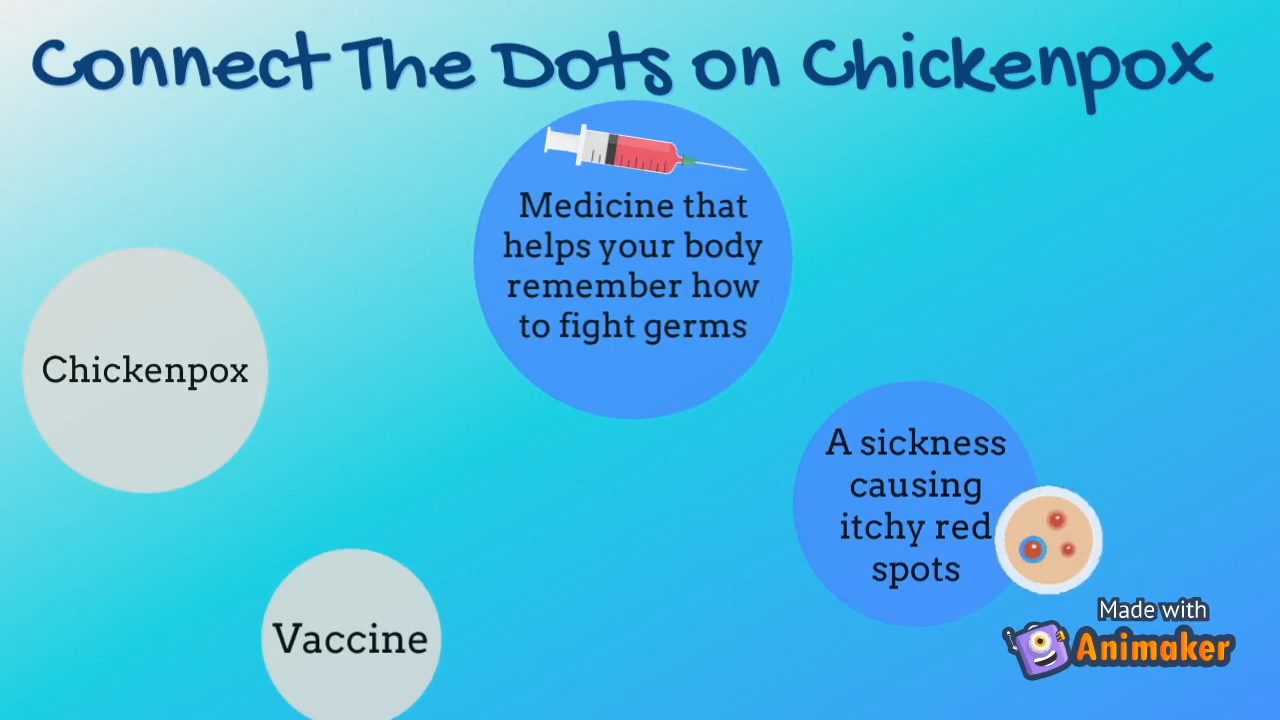 Connect The Dots on Chickenpox
Medicine that
helps your body
remember how
to fight germs
Chickenpox
A sickness
causing
itchy red
spots
Vaccine
Made with
Animaker